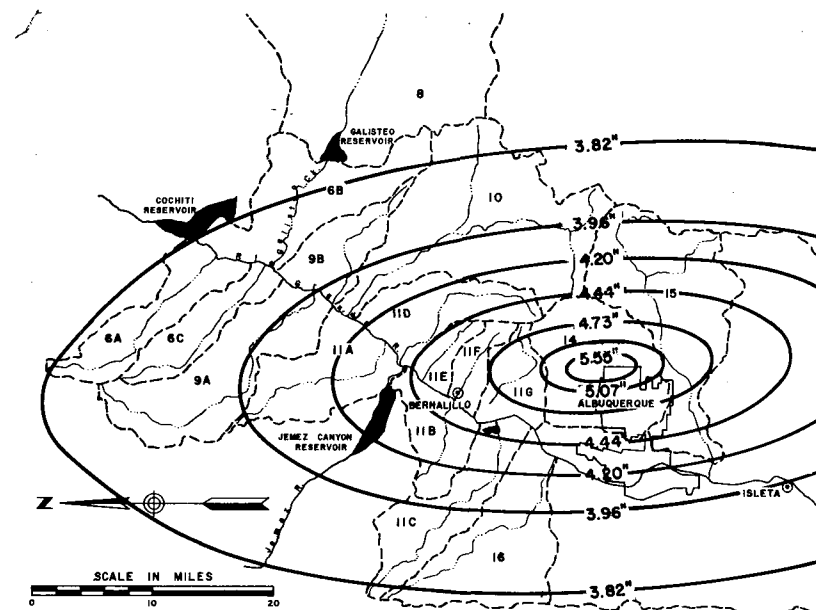 8
GALISTEO
RESERVOIR
3.82"
COCHITI
RESERVOIR
6B
10
3.96"
9B
4.20"
4.44"
15
11D
4.73"
6A
6C
14
11A
11F
5.55"
9A
11E
5.07"
11G
BERNALILLO
ALBUQUERQUE
JEMEZ CANYON
RESERVOIR
11B
4.44"
4.20"
ISLETA
N
3.96"
11C
JEMEZ R.
16
SCALE IN MILES
3.82"
0
10
20